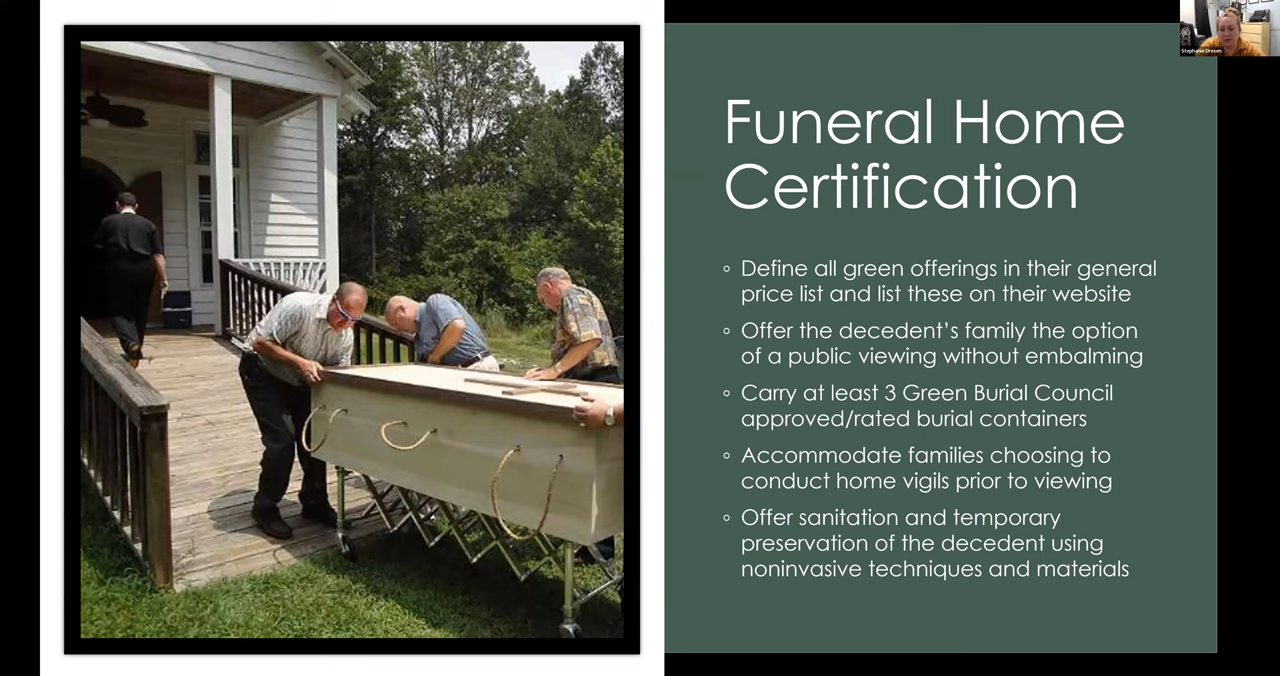 Funeral Home
Certification
Define all green offerings in their general
price list and list these on their website
Offer the decedent's family the option
of a public viewing without embalming
Carry at least 3 Green Burial Council
approved/rated burial containers
Accommodate families choosing to
conduct home vigils prior to viewing
Offer sanitation and temporary
preservation of the decedent using
noninvasive techniques and materials
Stephanie Dresen